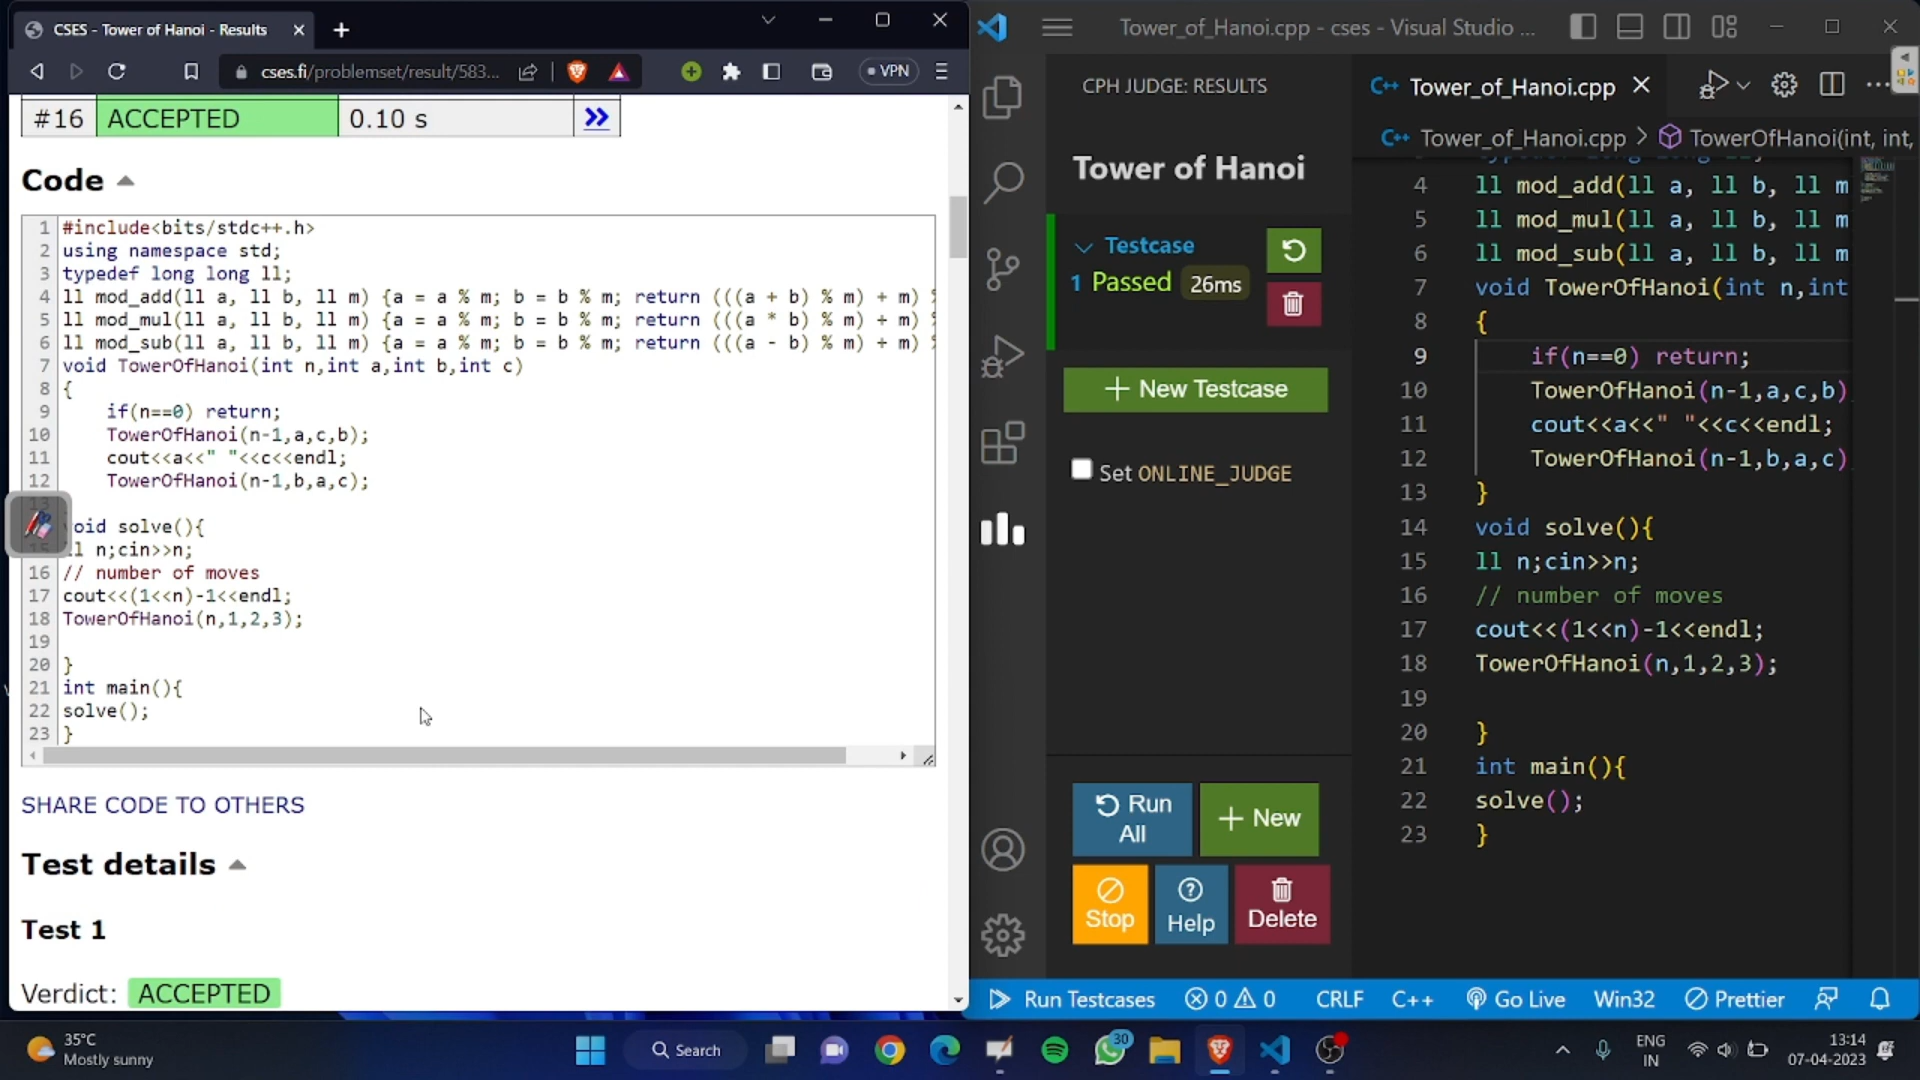 CSES - Tower of Hanoi - Results
cses.fi/problemset/result/583...
VPN
#16 ACCEPTED 0.10 s >>
Code
1 #include<bits/stdc++.h>
2 using namespace std;
3 typedef long long ll;
4 ll mod_add(ll a, ll b, ll m) {a = a % m; b = b % m; return (((a + b) % m) + m) %
5 ll mod_mul(ll a, ll b, ll m) {a = a % m; b = b % m; return (((a * b) % m) + m) %
6 ll mod_sub(ll a, ll b, ll m) {a = a % m; b = b % m; return (((a - b) % m) + m) %
7 void TowerOfHanoi(int n,int a,int b,int c)
8 {
9 if(n==0) return;
10 TowerOfHanoi(n-1,a,c,b);
11 cout<<a<<" "<<c<<endl;
12 TowerOfHanoi(n-1,b,a,c);
oid solve(){
15 ll n;cin>>n;
16 // number of moves
17 cout<<(1<<n)-1<<endl;
18 TowerOfHanoi(n,1,2,3);
19
20 }
21 int main(){
22 solve();
23 }
SHARE CODE TO OTHERS
Test details
Test 1
Verdict: ACCEPTED
Tower_of_Hanoi.cpp - cses - Visual Studio ...
CPH JUDGE: RESULTS
Tower of Hanoi
Testcase
1 Passed 26ms
+ New Testcase
Set ONLINE_JUDGE
Run All
+ New
Stop
Help
Delete
Tower_of_Hanoi.cpp
Tower_of_Hanoi.cpp > TowerOfHanoi(int, int,
4 ll mod_add(ll a, ll b, ll m
5 ll mod_mul(ll a, ll b, ll m
6 ll mod_sub(ll a, ll b, ll m
7 void TowerOfHanoi(int n,int
8 {
9 if(n==0) return;
10 TowerOfHanoi(n-1,a,c,b)
11 cout<<a<<" "<<c<<endl;
12 TowerOfHanoi(n-1,b,a,c)
13 }
14 void solve(){
15 ll n;cin>>n;
16 // number of moves
17 cout<<(1<<n)-1<<endl;
18 TowerOfHanoi(n,1,2,3);
19
20 }
21 int main(){
22 solve();
23 }
Run Testcases 0 0 CRLF C++ Go Live Win32 Prettier
35°C
Mostly sunny
Search
30
ENG
IN
13:14
07-04-2023